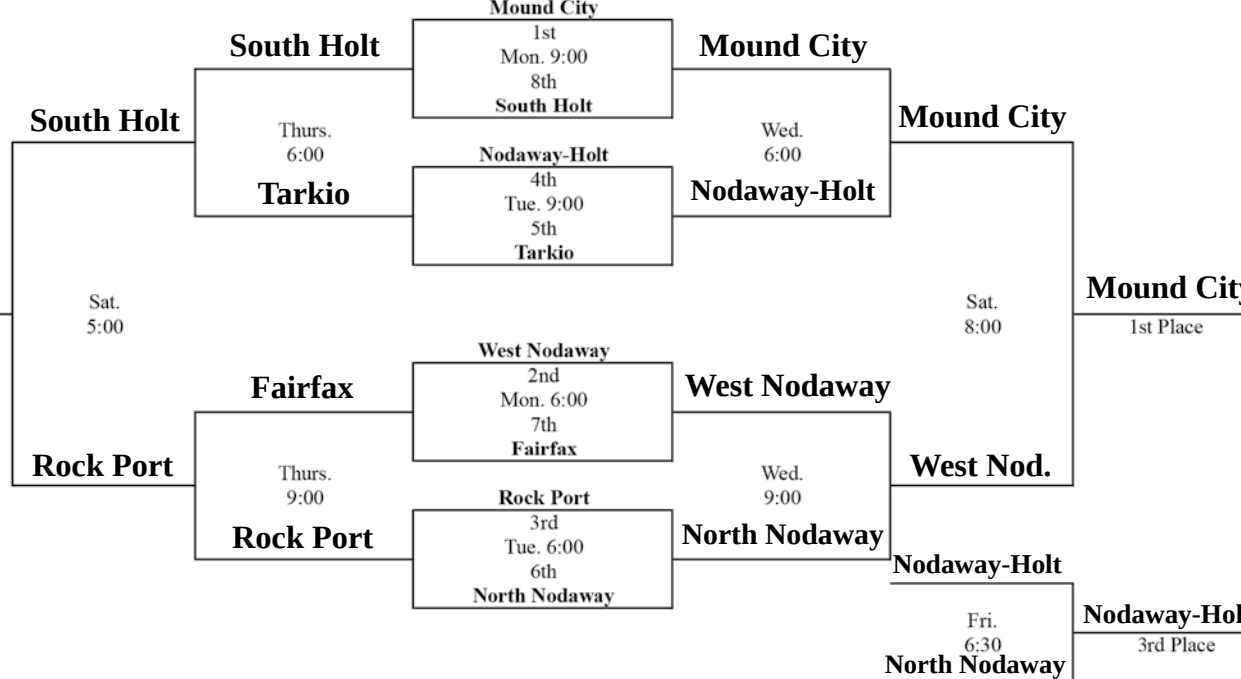 Mound City
1st
Mon. 9:00
8th
South Holt
South Holt
Mound City
South Holt
Thurs.
6:00
Wed.
6:00
Mound City
Tarkio
Nodaway-Holt
4th
Tue. 9:00
5th
Tarkio
Nodaway-Holt
Sat.
5:00
Sat.
8:00
Mound City
1st Place
West Nodaway
2nd
Mon. 6:00
7th
Fairfax
Fairfax
West Nodaway
Rock Port
Thurs.
9:00
Wed.
9:00
West Nod.
Rock Port
Rock Port
3rd
Tue. 6:00
6th
North Nodaway
North Nodaway
Nodaway-Holt
Fri.
6:30
North Nodaway
Nodaway-Hol
3rd Place